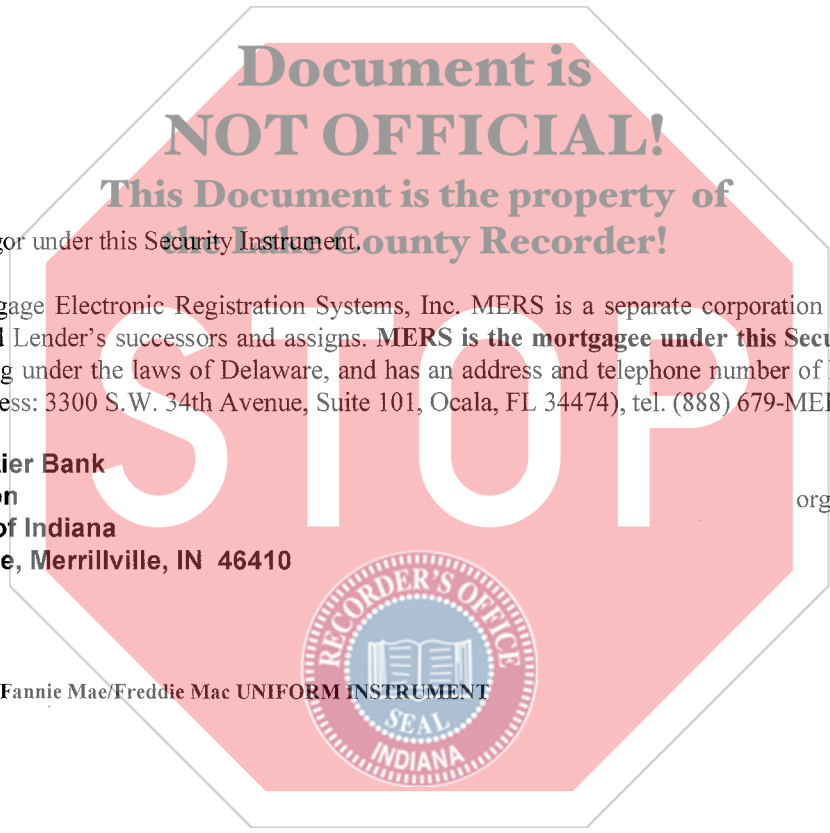 Document is
NOT OFFICIAL!
This Document is the property of
the Lake County Recorder!
gor under this Security Instrument.
gage Electronic Registration Systems, Inc. MERS is a separate corporation
Lender's successors and assigns. MERS is the mortgagee under this Secu
g under the laws of Delaware, and has an address and telephone number of
ess: 3300 S.W. 34th Avenue, Suite 101, Ocala, FL 34474), tel. (888) 679-MER
STOP
ier Bank
on
org
of Indiana
e, Merrillville, IN 46410
RECORDER'S OFFICE
SEAL
INDIANA
Fannie Mae/Freddie Mac UNIFORM INSTRUMENT